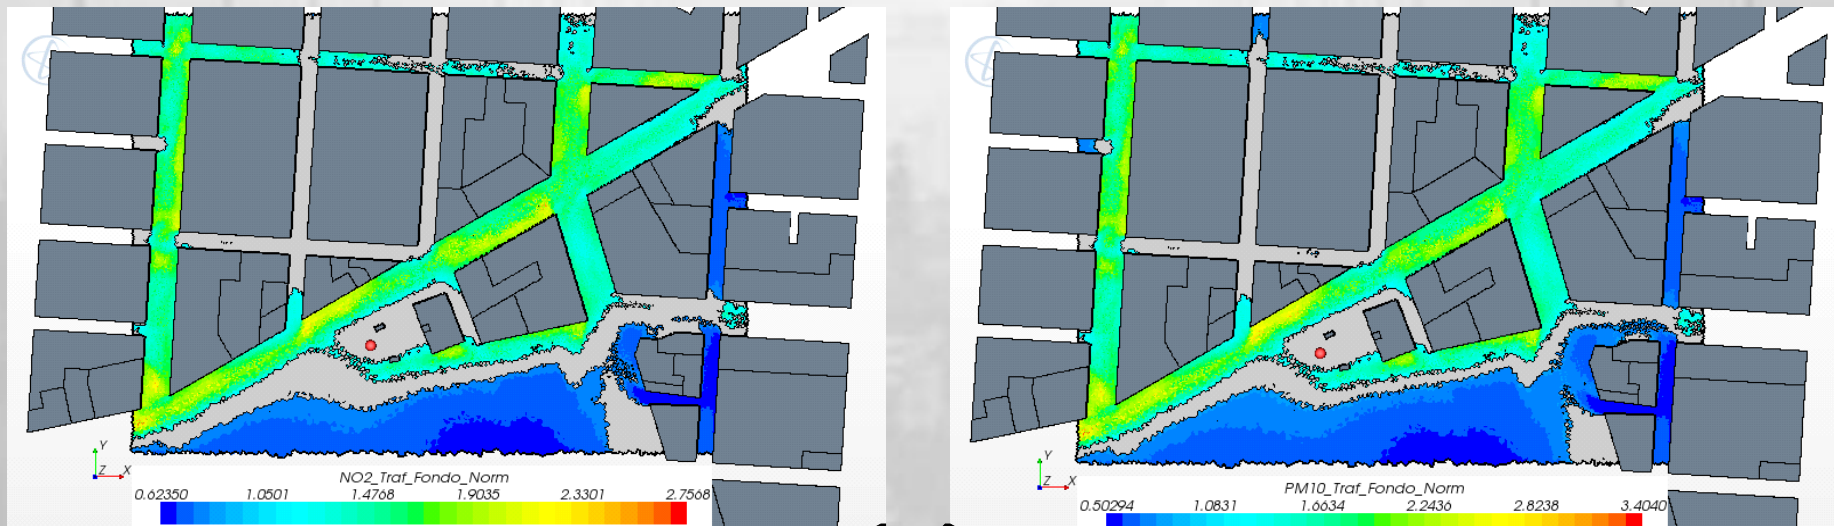 Y
Z X
NO2_Traf_Fondo_Norm
0.62350 1.0501 1.4768 1.9035 2.3301 2.7568
Y
Z X
PM10_Traf_Fondo_Norm
0.50294 1.0831 1.6634 2.2436 2.8238 3.4040